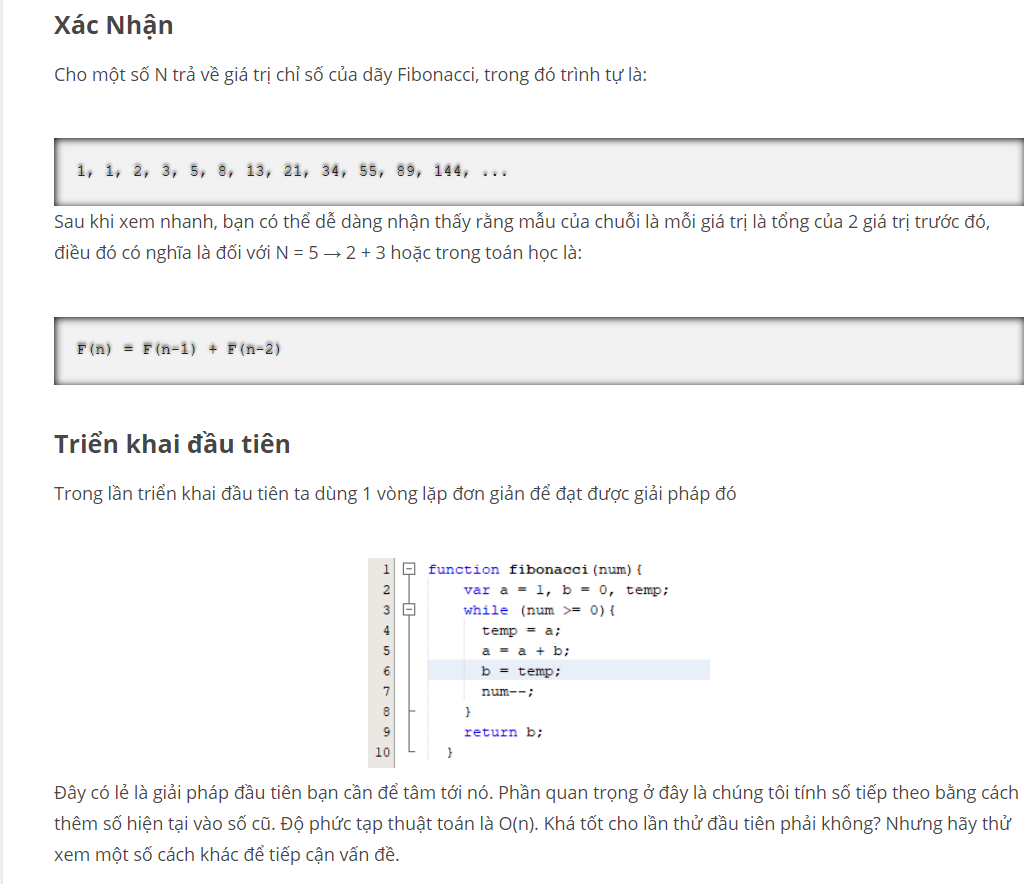 Xác Nhận
Cho một số N trả về giá trị chỉ số của dãy Fibonacci, trong đó trình tự là:
1, 1, 2, 3, 5, 8, 13, 21, 34, 55, 89, 144, ...
Sau khi xem nhanh, bạn có thể dễ dàng nhận thấy rằng mẫu của chuỗi là mỗi giá trị là tổng của 2 giá trị trước đó,
điều đó có nghĩa là đối với N = 5 → 2 + 3 hoặc trong toán học là:
F(n) = F(n-1) + F(n-2)
Triển khai đầu tiên
Trong lần triển khai đầu tiên ta dùng 1 vòng lặp đơn giản để đạt được giải pháp đó
1 function fibonacci(num){
2 var a = 1, b = 0, temp;
3 while (num >= 0){
4 temp = a;
5 a = a + b;
6 b = temp;
7 num--;
8 }
9 return b;
10 }
Đây có lẻ là giải pháp đầu tiên bạn cần để tâm tới nó. Phần quan trọng ở đây là chúng tôi tính số tiếp theo bằng cách
thêm số hiện tại vào số cũ. Độ phức tạp thuật toán là O(n). Khá tốt cho lần thử đầu tiên phải không? Nhưng hãy thử
xem một số cách khác để tiếp cận vấn đề.